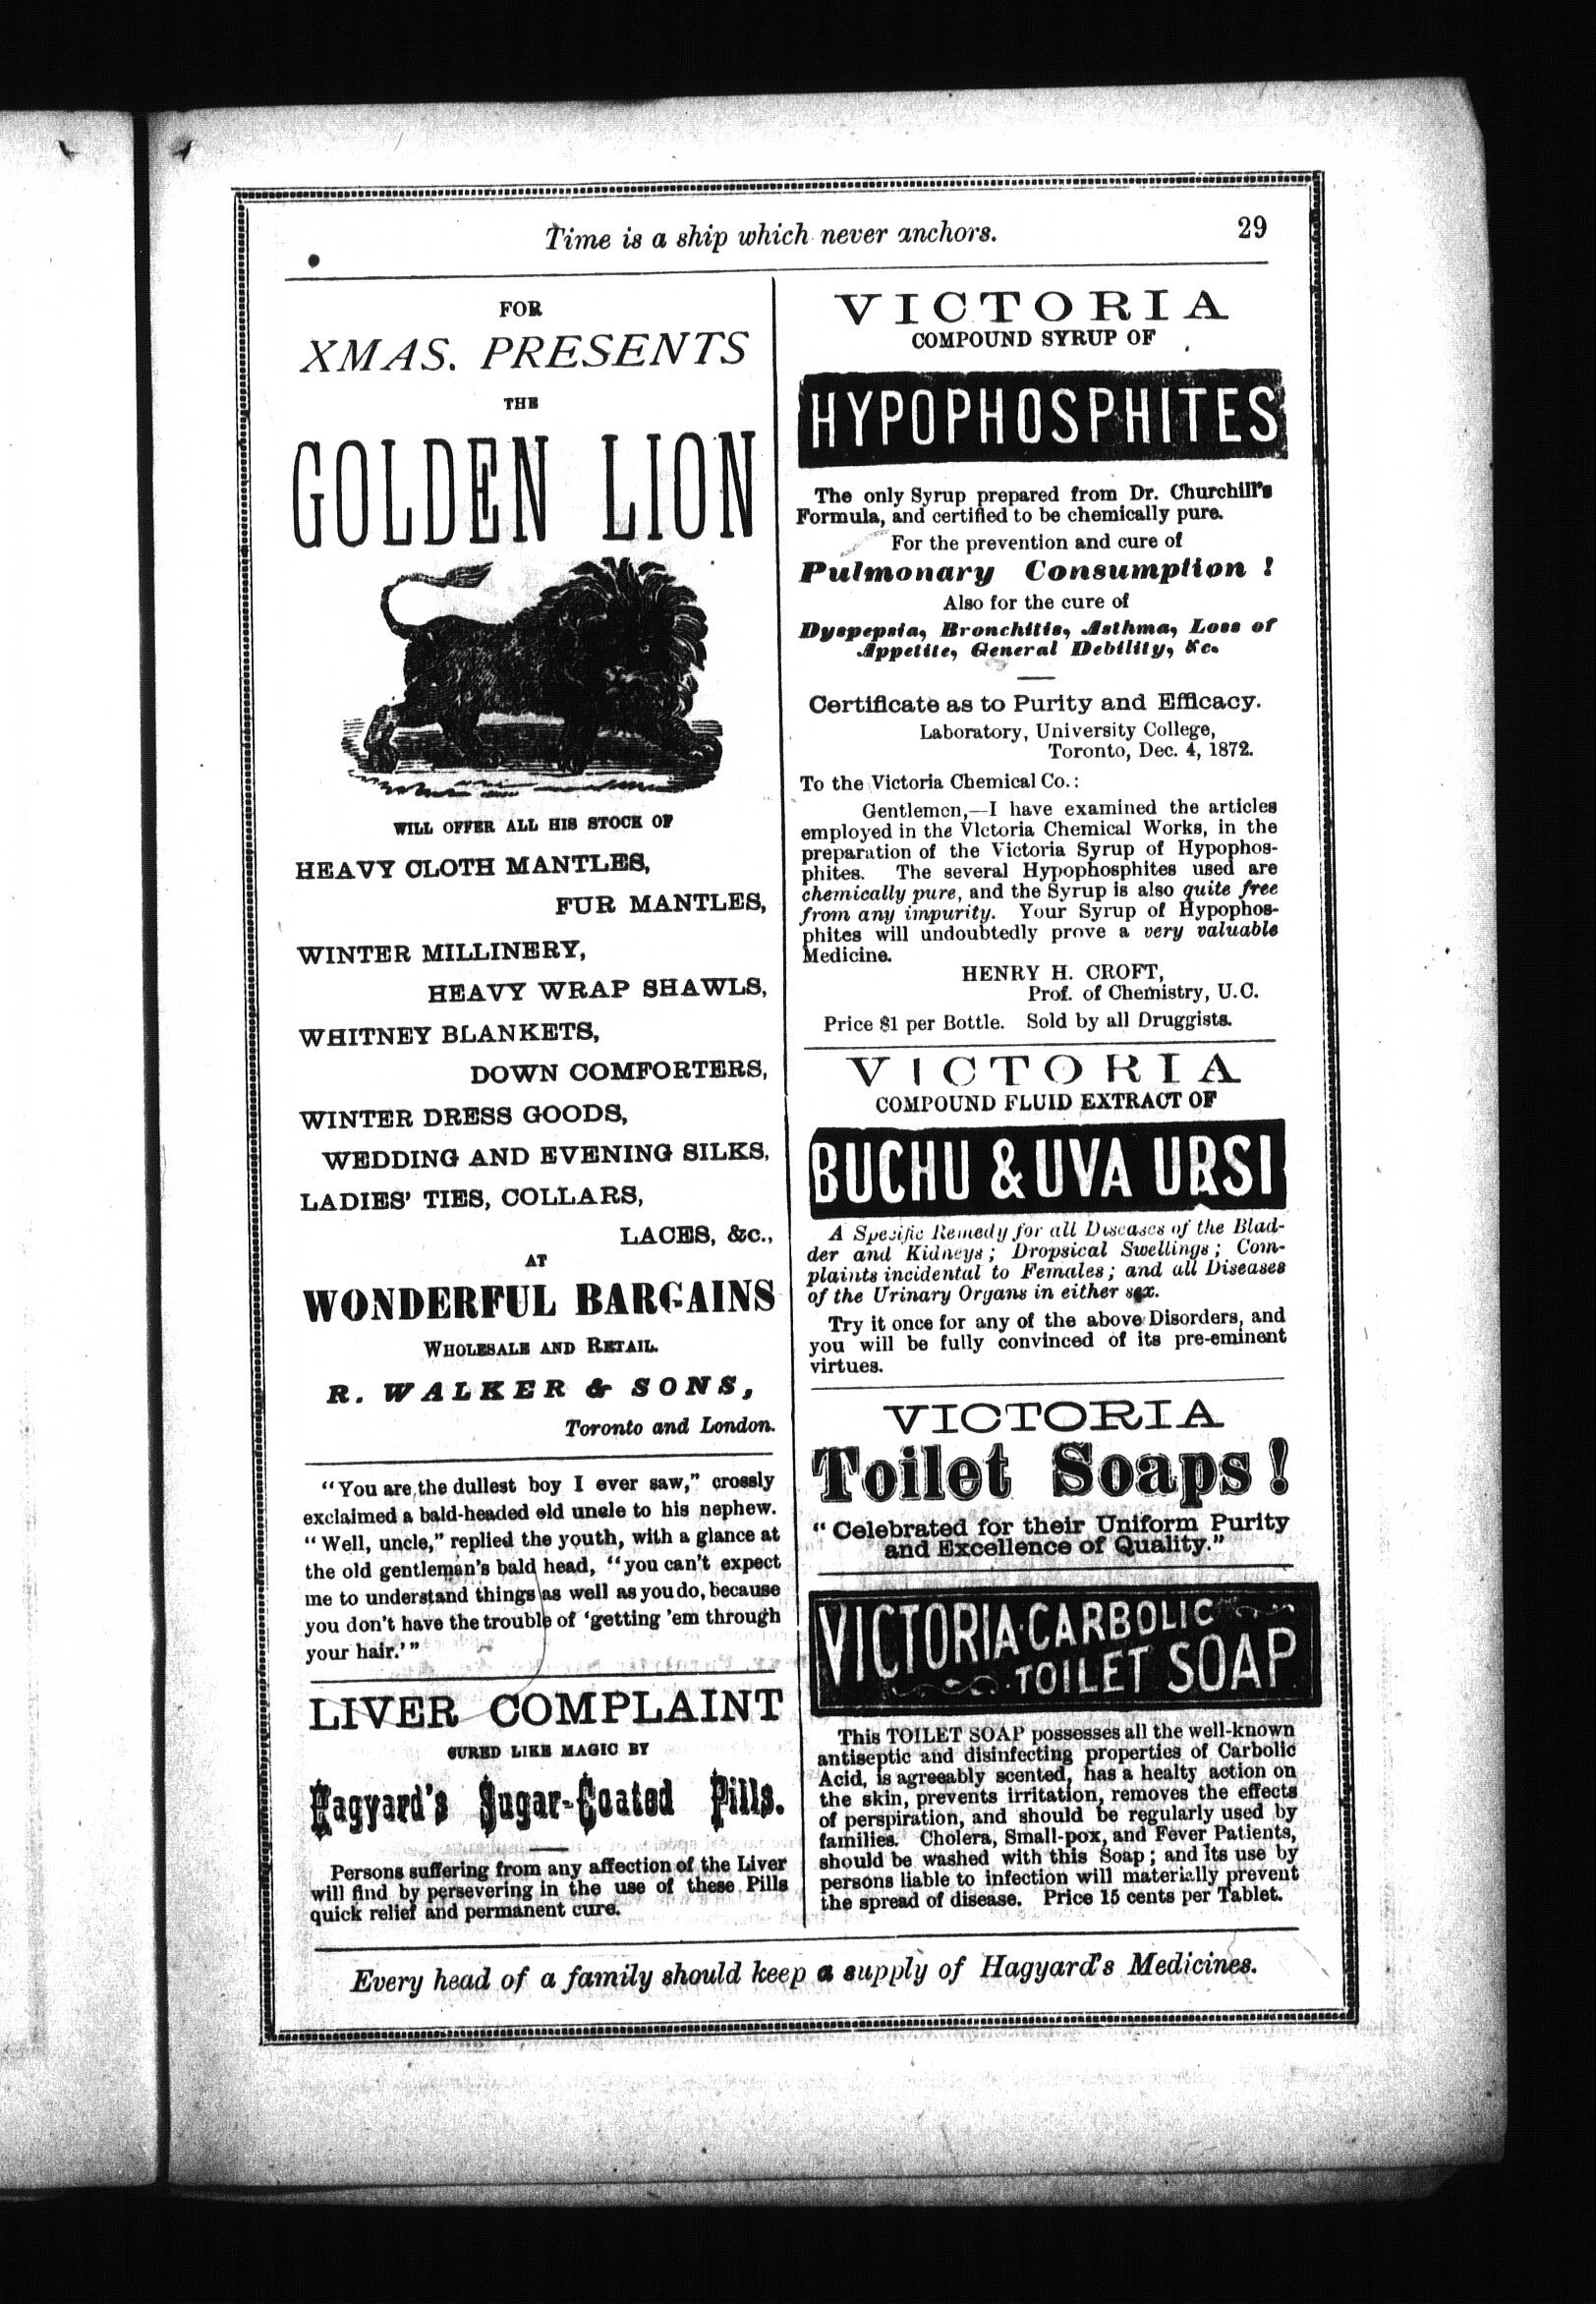 Time is a ship which never anchors.
29
FOR
XMAS. PRESENTS
THE
GOLDEN LION
WILL OFFER ALL HIS STOCK OF
HEAVY CLOTH MANTLES,
FUR MANTLES,
WINTER MILLINERY,
HEAVY WRAP SHAWLS,
WHITNEY BLANKETS,
DOWN COMFORTERS,
WINTER DRESS GOODS,
WEDDING AND EVENING SILKS,
LADIES' TIES, COLLARS,
LACES, &c.,
AT
WONDERFUL BARGAINS
WHOLESALE AND RETAIL.
R. WALKER & SONS,
Toronto and London.
"You are the dullest boy I ever saw," crossly
exclaimed a bald-headed old uncle to his nephew.
"Well, uncle," replied the youth, with a glance at
the old gentleman's bald head, "you can't expect
me to understand things as well as you do, because
you don't have the trouble of 'getting 'em through
your hair.'"
LIVER COMPLAINT
CURED LIKE MAGIC BY
Hagyard's Sugar-Coated Pills.
Persons suffering from any affection of the Liver
will find by persevering in the use of these Pills
quick relief and permanent cure.
VICTORIA
COMPOUND SYRUP OF
HYPOPHOSPHITES
The only Syrup prepared from Dr. Churchill's
Formula, and certified to be chemically pure.
For the prevention and cure of
Pulmonary Consumption !
Also for the cure of
Dyspepsia, Bronchitis, Asthma, Loss of
Appetite, General Debility, &c.
Certificate as to Purity and Efficacy.
Laboratory, University College,
Toronto, Dec. 4, 1872.
To the Victoria Chemical Co.:
Gentlemen,—I have examined the articles
employed in the Victoria Chemical Works, in the
preparation of the Victoria Syrup of Hypophos-
phites. The several Hypophosphites used are
chemically pure, and the Syrup is also quite free
from any impurity. Your Syrup of Hypophos-
phites will undoubtedly prove a very valuable
Medicine.
HENRY H. CROFT,
Prof. of Chemistry, U.C.
Price $1 per Bottle. Sold by all Druggists.
VICTORIA
COMPOUND FLUID EXTRACT OF
BUCHU & UVA URSI
A Specific Remedy for all Diseases of the Blad-
der and Kidneys; Dropsical Swellings; Com-
plaints incidental to Females; and all Diseases
of the Urinary Organs in either sex.
Try it once for any of the above Disorders, and
you will be fully convinced of its pre-eminent
virtues.
VICTORIA
Toilet Soaps!
"Celebrated for their Uniform Purity
and Excellence of Quality."
VICTORIA CARBOLIC
TOILET SOAP
This TOILET SOAP possesses all the well-known
antiseptic and disinfecting properties of Carbolic
Acid, is agreeably scented, has a healty action on
the skin, prevents irritation, removes the effects
of perspiration, and should be regularly used by
families. Cholera, Small-pox, and Fever Patients,
should be washed with this Soap; and its use by
persons liable to infection will materially prevent
the spread of disease. Price 15 cents per Tablet.
Every head of a family should keep a supply of Hagyard's Medicines.